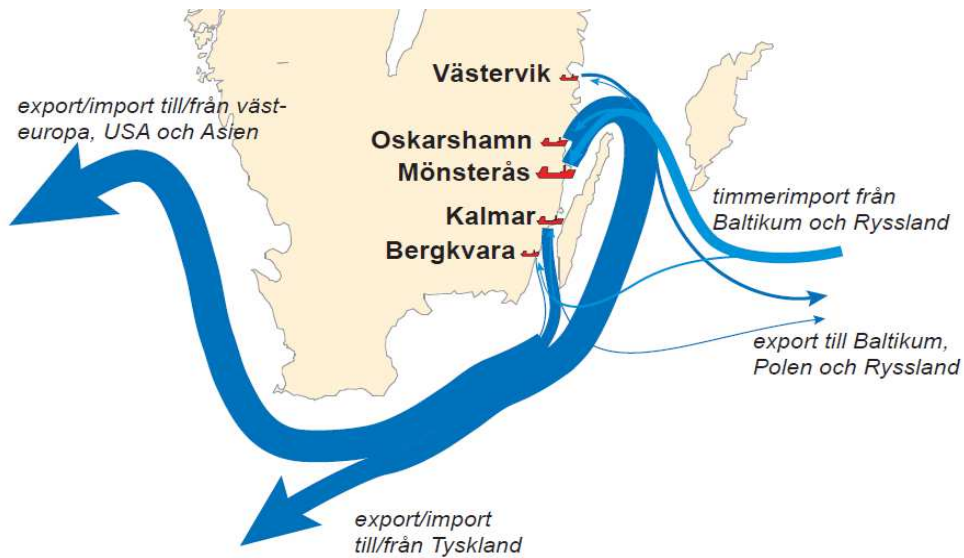 Västervik
export/import till/från väst-
europa, USA och Asien
Oskarshamn
Mönsterås
Kalmar
Bergkvara
timmerimport från
Baltikum och Ryssland
export till Baltikum,
Polen och Ryssland
export/import
till/från Tyskland